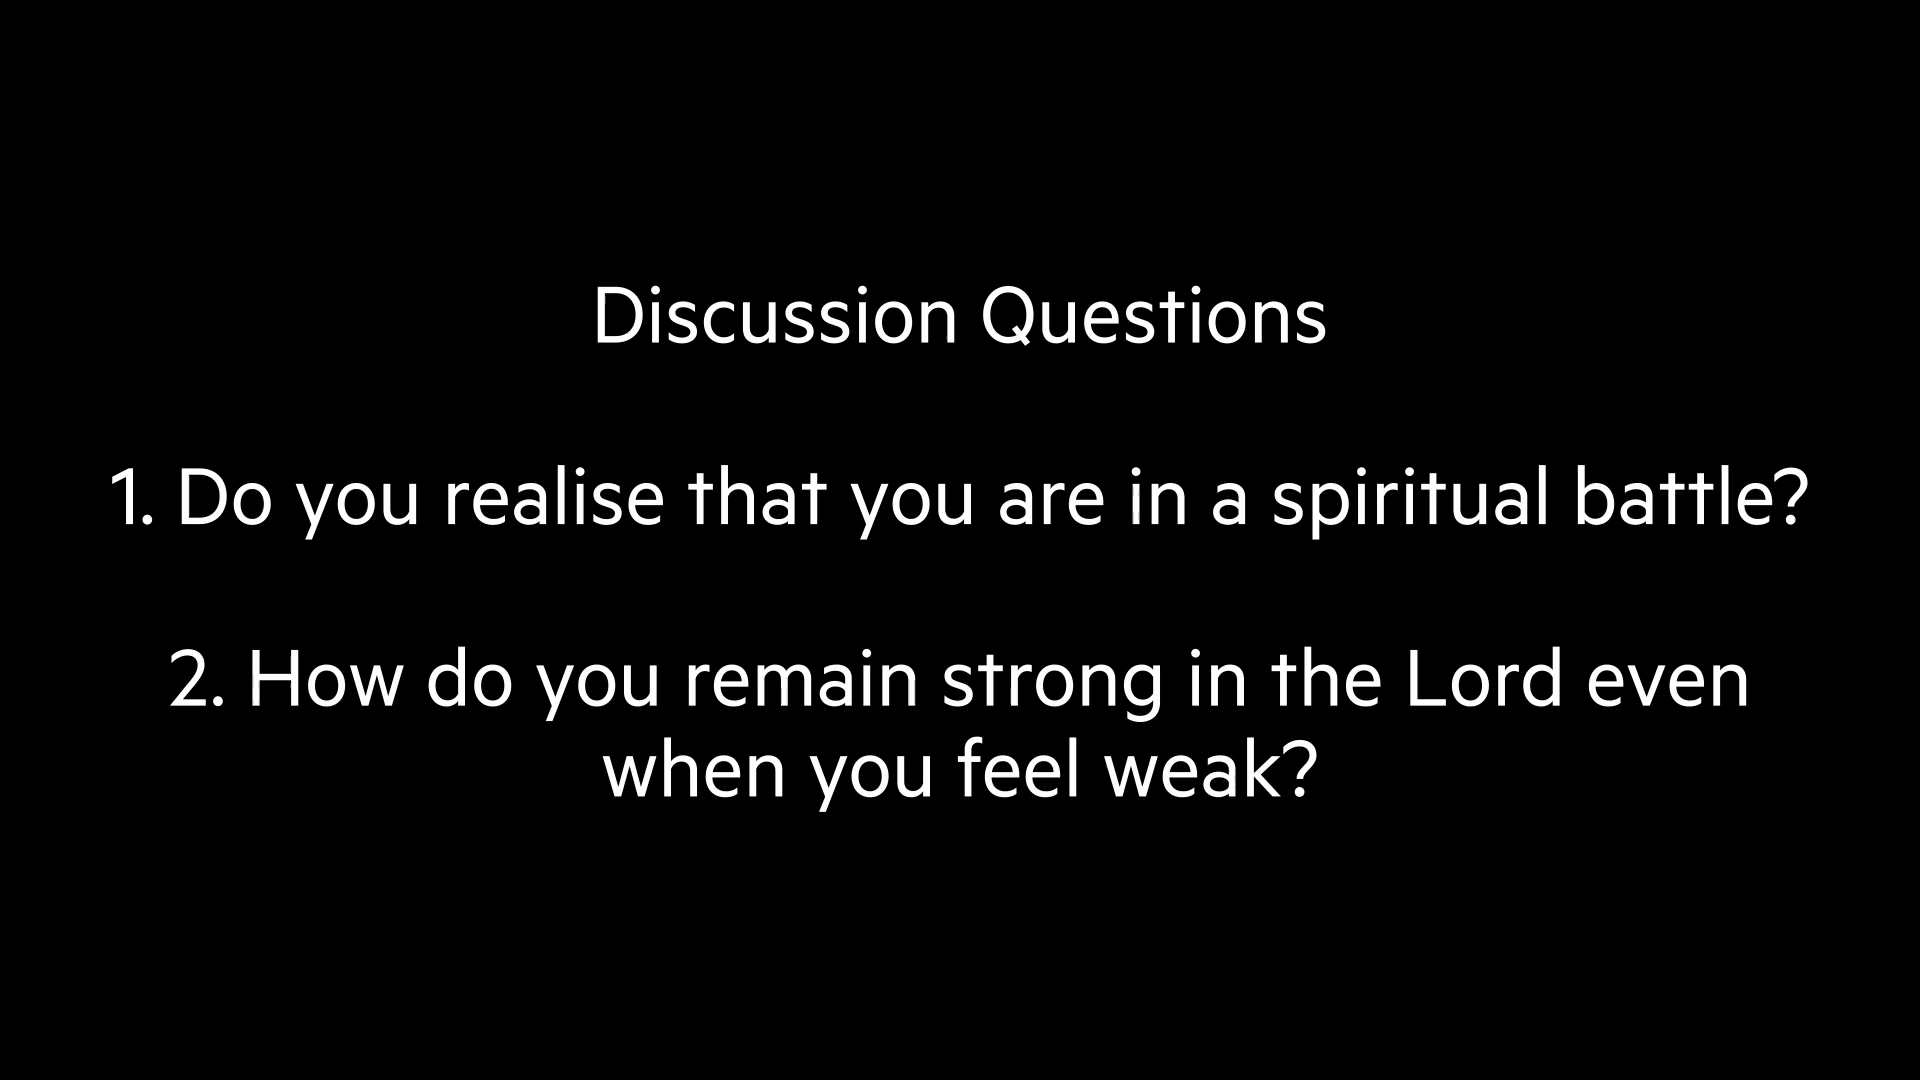 Discussion Questions
1. Do you realise that you are in a spiritual battle?
2. How do you remain strong in the Lord even
when you feel weak?